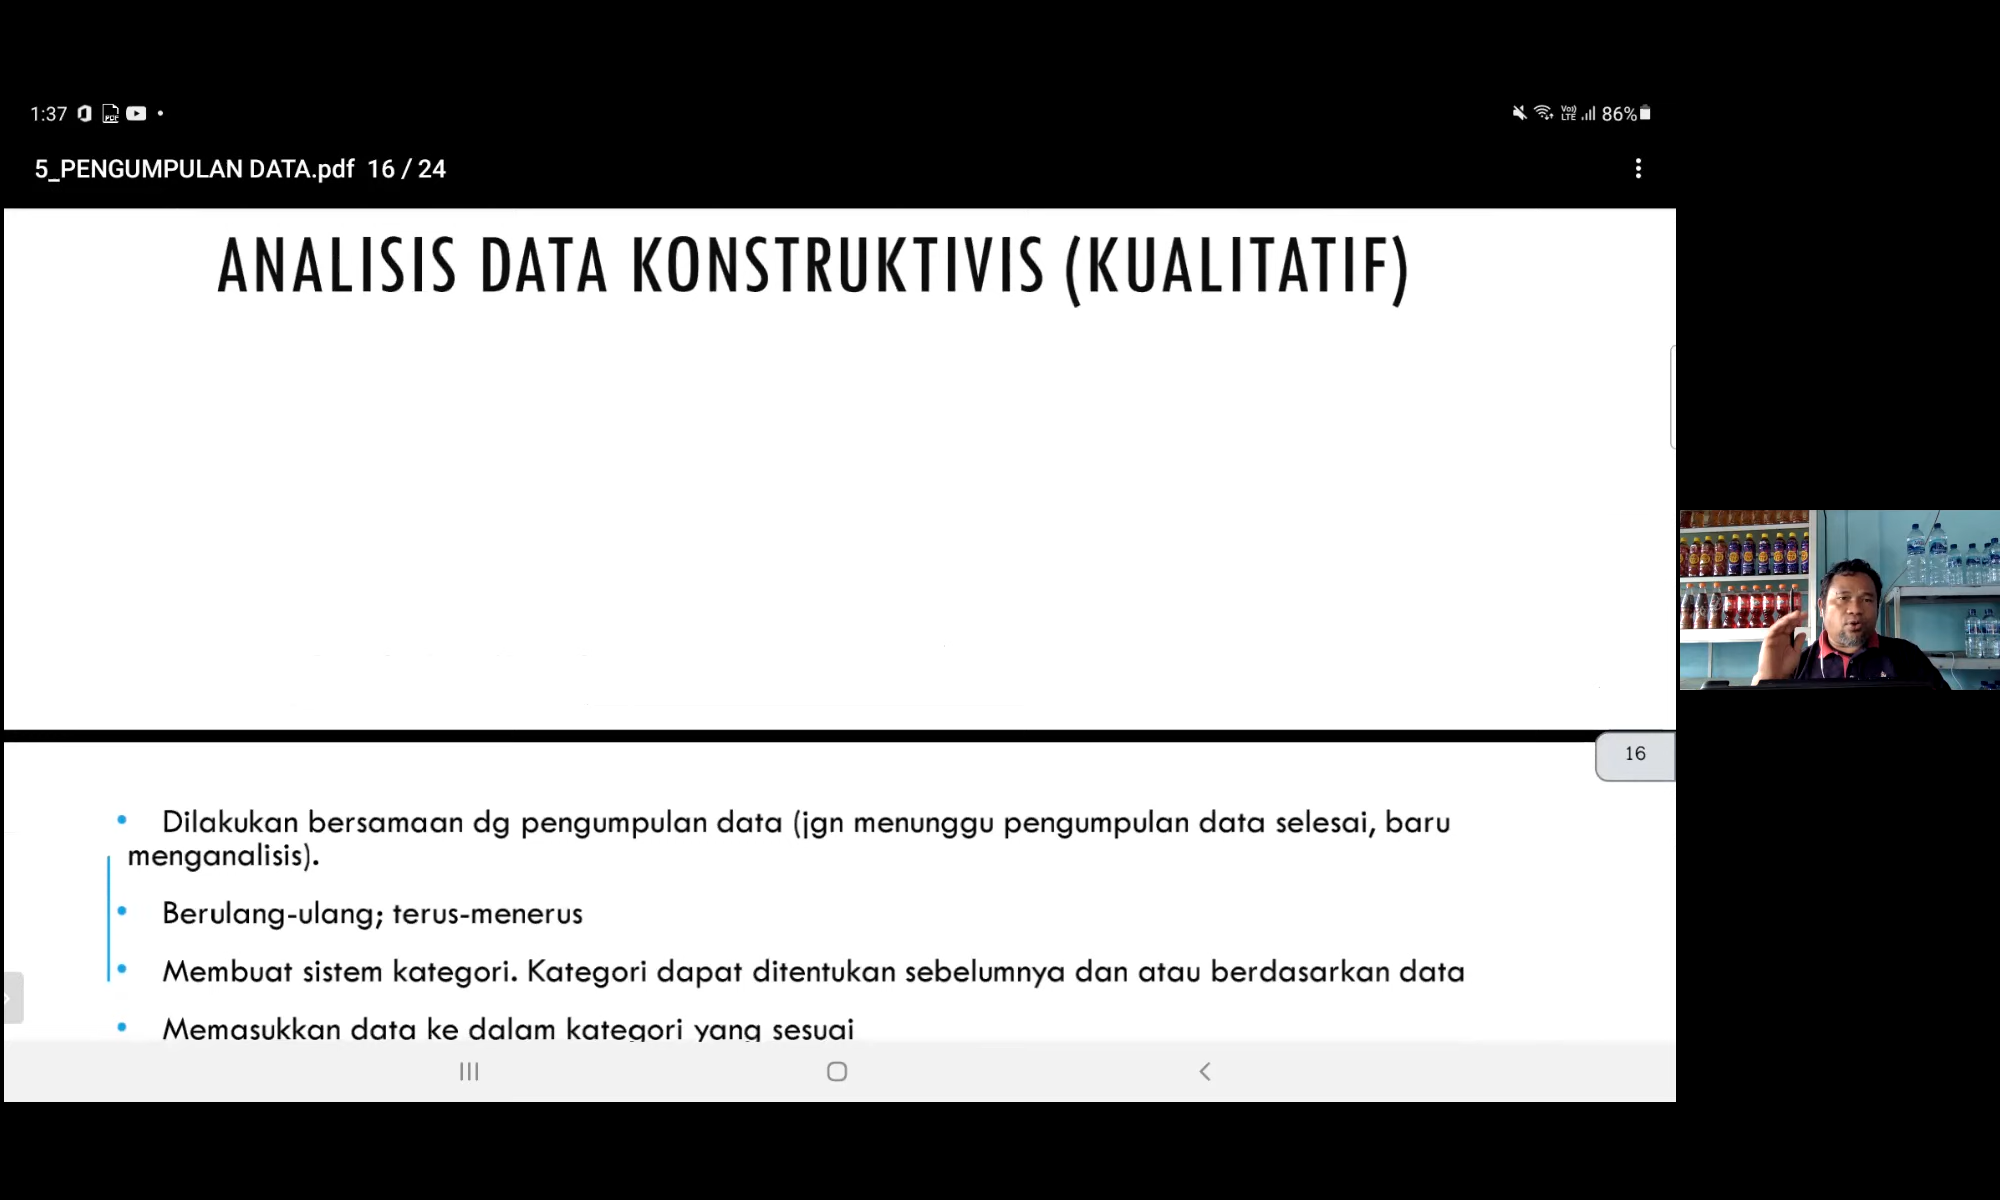 1:37
Vo)) LTE
86%
5_PENGUMPULAN DATA.pdf 16 / 24
ANALISIS DATA KONSTRUKTIVIS (KUALITATIF)
16
• Dilakukan bersamaan dg pengumpulan data (jgn menunggu pengumpulan data selesai, baru
menganalisis).
• Berulang-ulang; terus-menerus
• Membuat sistem kategori. Kategori dapat ditentukan sebelumnya dan atau berdasarkan data
• Memasukkan data ke dalam kategori yang sesuai